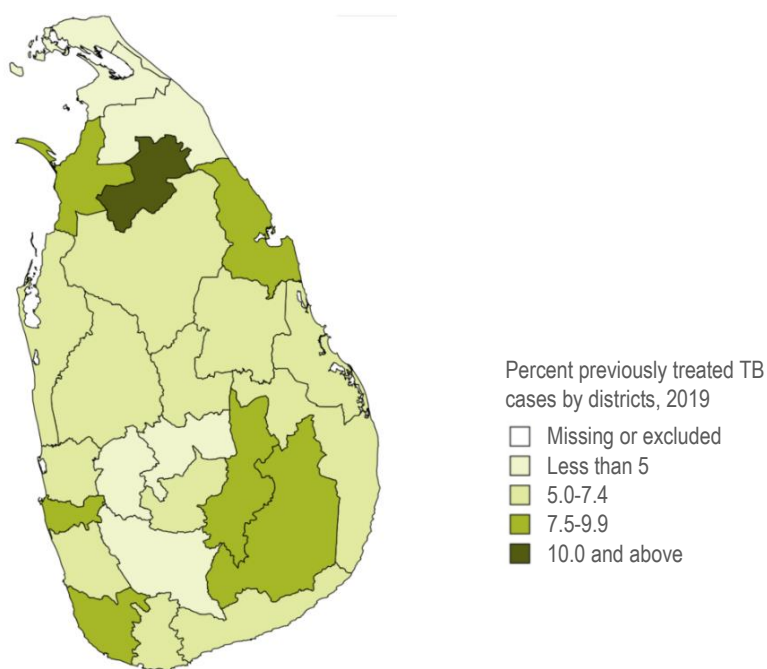 Percent previously treated TB
cases by districts, 2019
Missing or excluded
Less than 5
5.0-7.4
7.5-9.9
10.0 and above